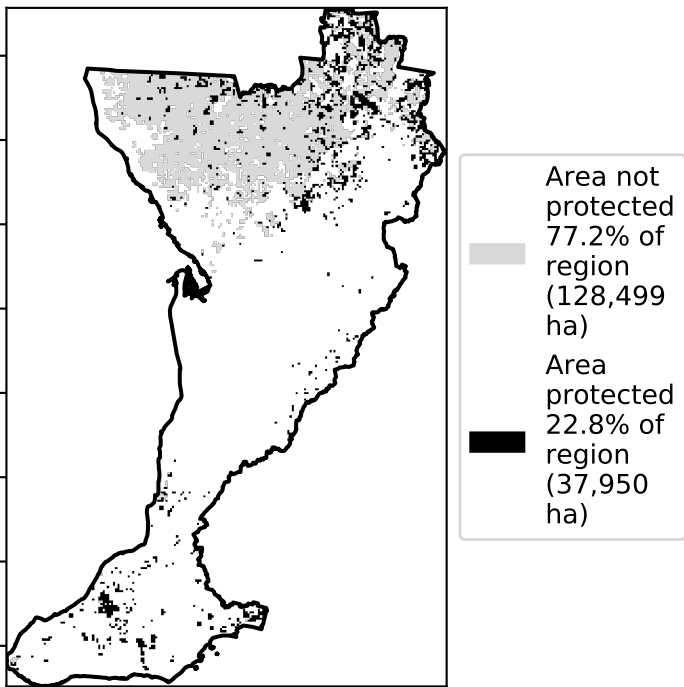 Area not
protected
77.2% of
region
(128,499
ha)
Area
protected
22.8% of
region
(37,950
ha)